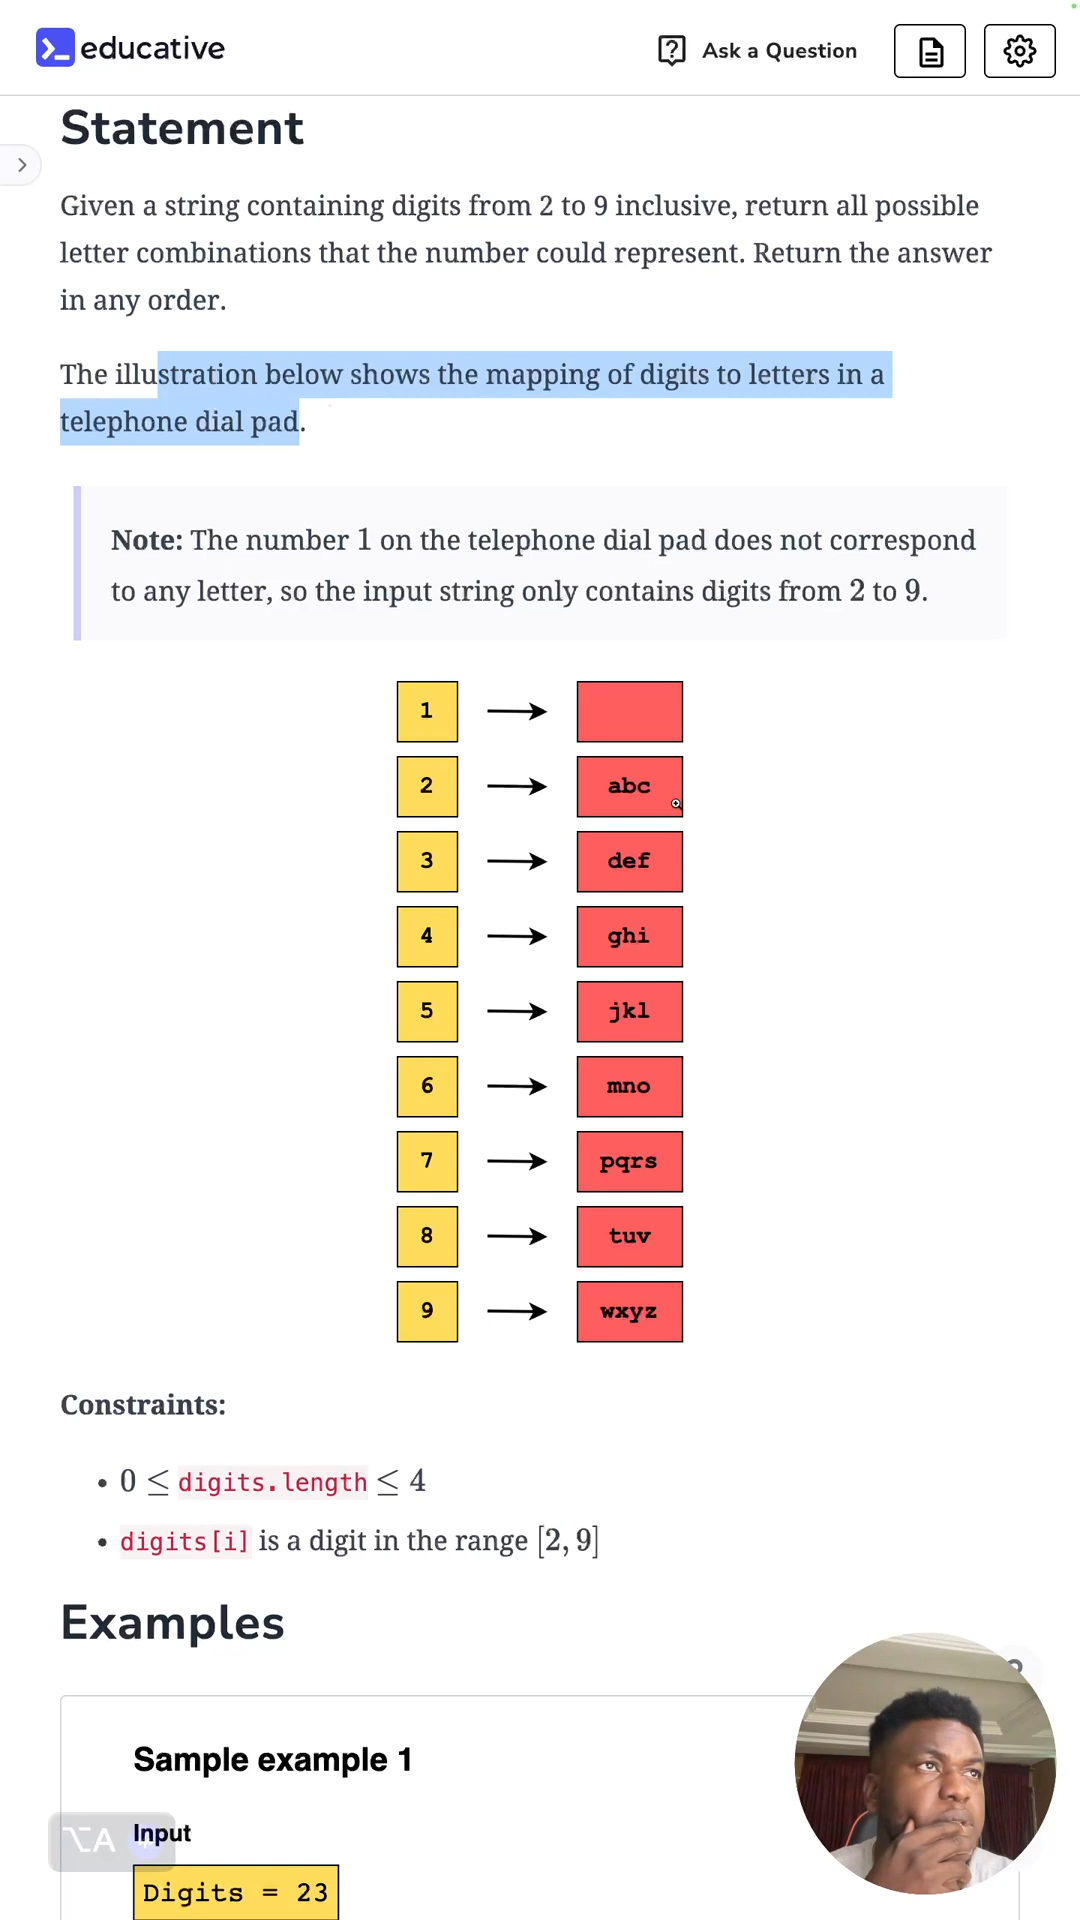 educative
Ask a Question
Statement
Given a string containing digits from 2 to 9 inclusive, return all possible
letter combinations that the number could represent. Return the answer
in any order.
The illustration below shows the mapping of digits to letters in a
telephone dial pad.
Note: The number 1 on the telephone dial pad does not correspond
to any letter, so the input string only contains digits from 2 to 9.
1
2 abc
3 def
4 ghi
5 jkl
6 mno
7 pqrs
8 tuv
9 wxyz
Constraints:
• 0 ≤ digits.length ≤ 4
• digits[i] is a digit in the range [2, 9]
Examples
Sample example 1
⌥A
Input
Digits = 23